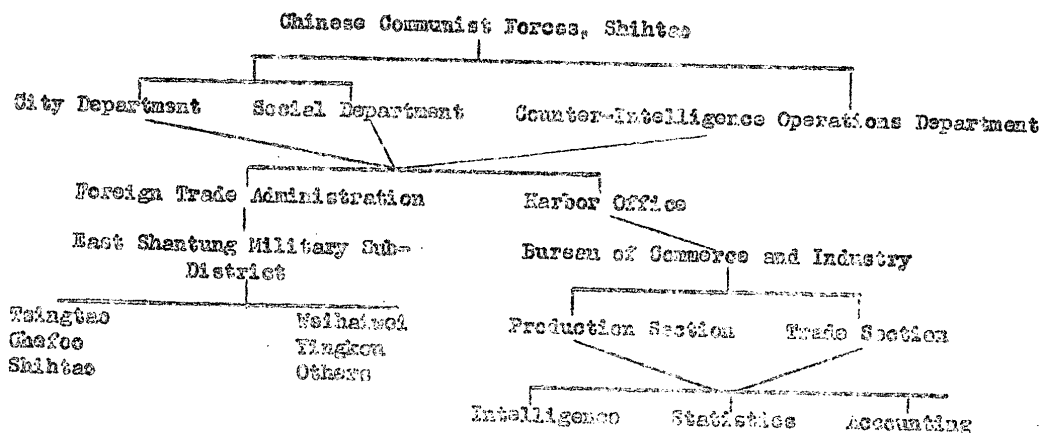 Chinese Communist Forces, Shihtao
City Department Social Department Counter-Intelligence Operations Department
Foreign Trade Administration Harbor Office
East Shantung Military Sub-
District
Bureau of Commerce and Industry
Tsingtao Weihaiwei
Chefoo Yingkou
Shihtao Others
Production Section Trade Section
Intelligence Statistics Accounting